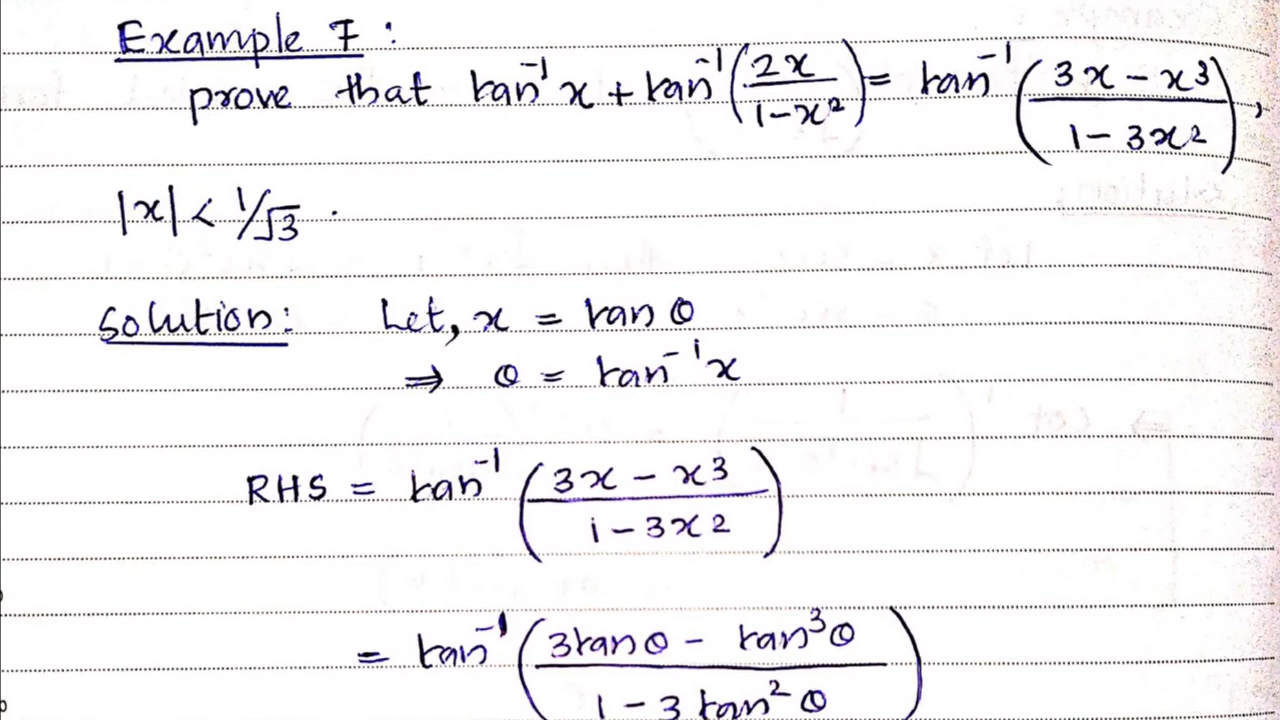 Example 7:
prove that tan⁻¹x + tan⁻¹(2x/1-x²) = tan⁻¹(3x - x³/1 - 3x²),
|x| < 1/√3 .
Solution: Let, x = tan θ
⇒ θ = tan⁻¹x
RHS = tan⁻¹(3x - x³/1 - 3x²)
= tan⁻¹(3tanθ - tan³θ/1 - 3 tan²θ)